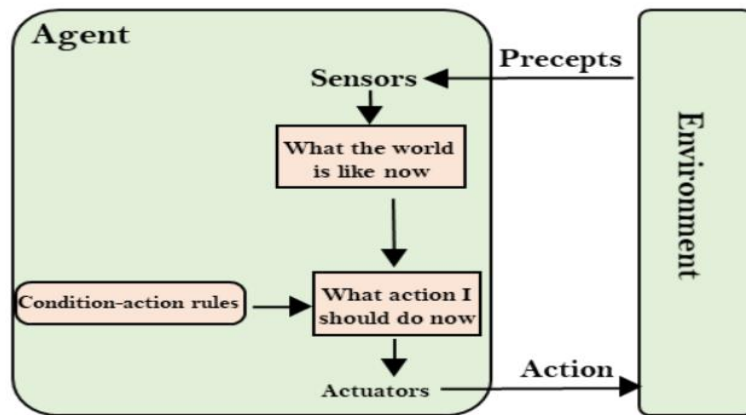 Agent
Precepts
Sensors
What the world
is like now
Environment
Condition-action rules
What action I
should do now
Action
Actuators